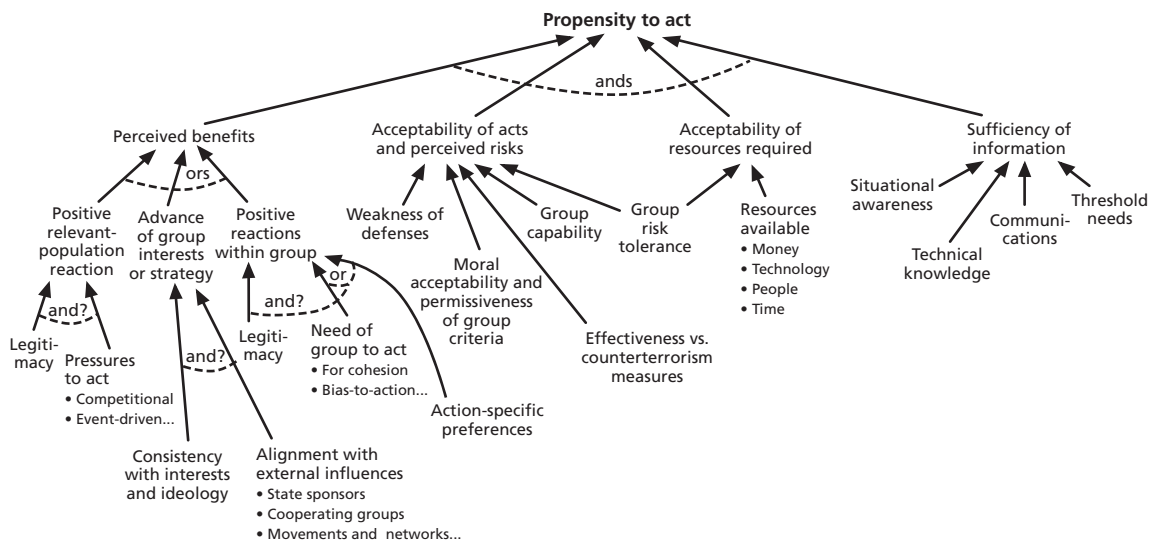 Propensity to act
ands
Perceived benefits
Acceptability of acts
and perceived risks
Acceptability of
resources required
Sufficiency of
information
ors
Positive
relevant-
population
reaction
Advance
of group
interests
or strategy
Positive
reactions
within group
Weakness of
defenses
Group
capability
Group
risk
tolerance
Resources
available
• Money
• Technology
• People
• Time
Situational
awareness
Technical
knowledge
Communi-
cations
Threshold
needs
Moral
acceptability and
permissiveness
of group
criteria
Effectiveness vs.
counterterrorism
measures
and?
Legiti-
macy
Pressures
to act
• Competitional
• Event-driven...
and?
and?
or
Legiti-
macy
Need of
group to act
• For cohesion
• Bias-to-action...
Action-specific
preferences
Consistency
with interests
and ideology
Alignment with
external influences
• State sponsors
• Cooperating groups
• Movements and networks...